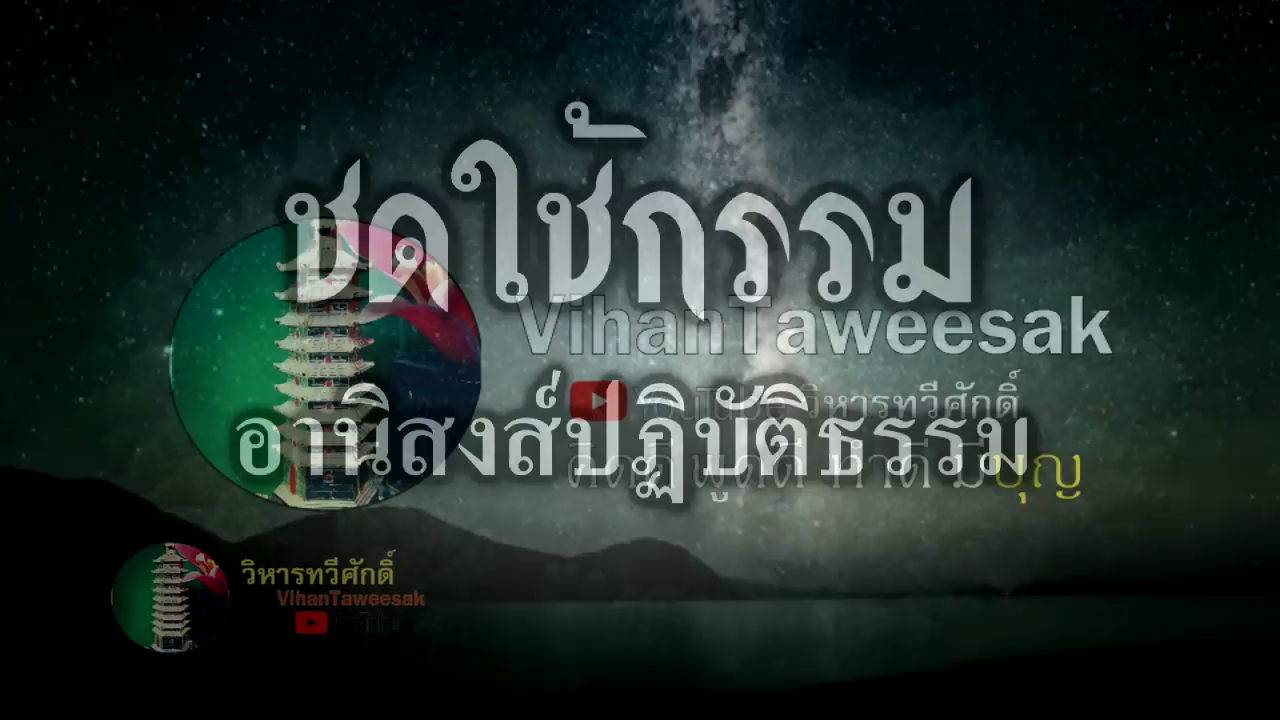 ชดใช้กรรม
VihanTaweesak
YouTube วิหารทวีศักดิ์
อานิสงส์ปฏิบัติธรรม
บุญ
วิหารทวีศักดิ์
VihanTaweesak
YouTube